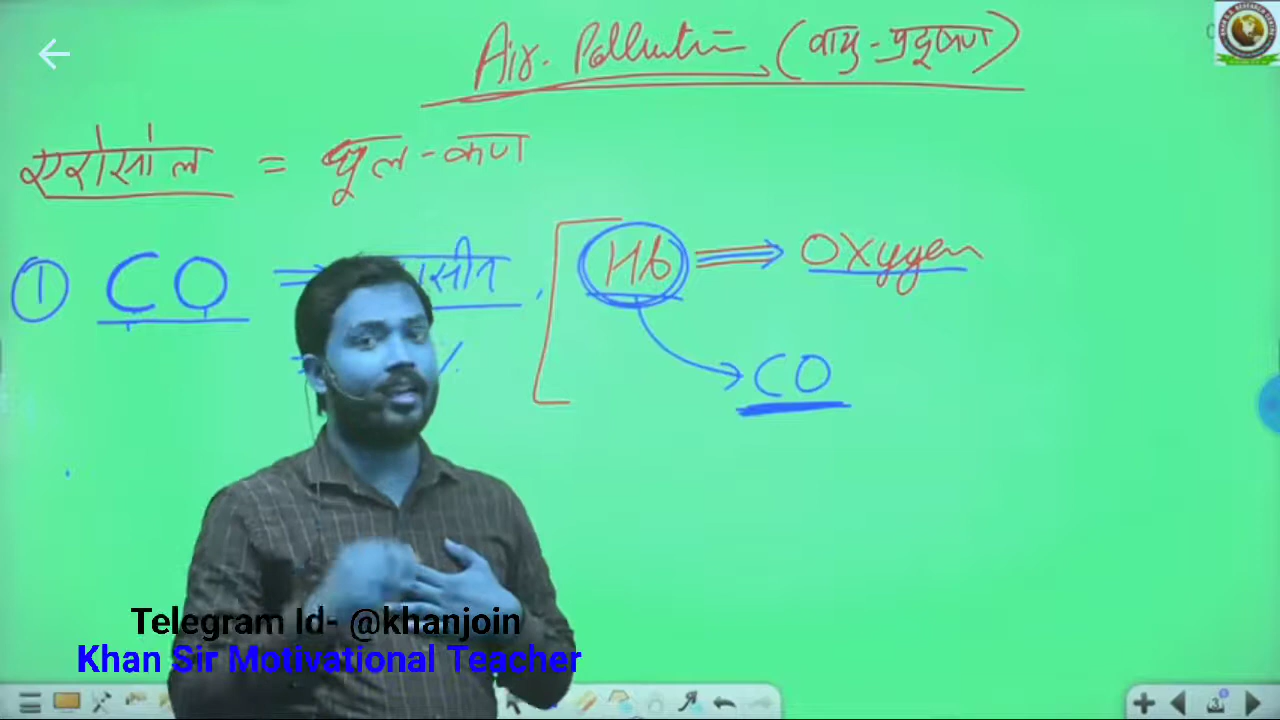 Air-Pollution (वायु-प्रदूषण)
एरोसॉल = धूल-कण
① CO ⇒
Hb ⇒ Oxygen
CO
Telegram Id- @khanjoin
Khan Sir Motivational Teacher